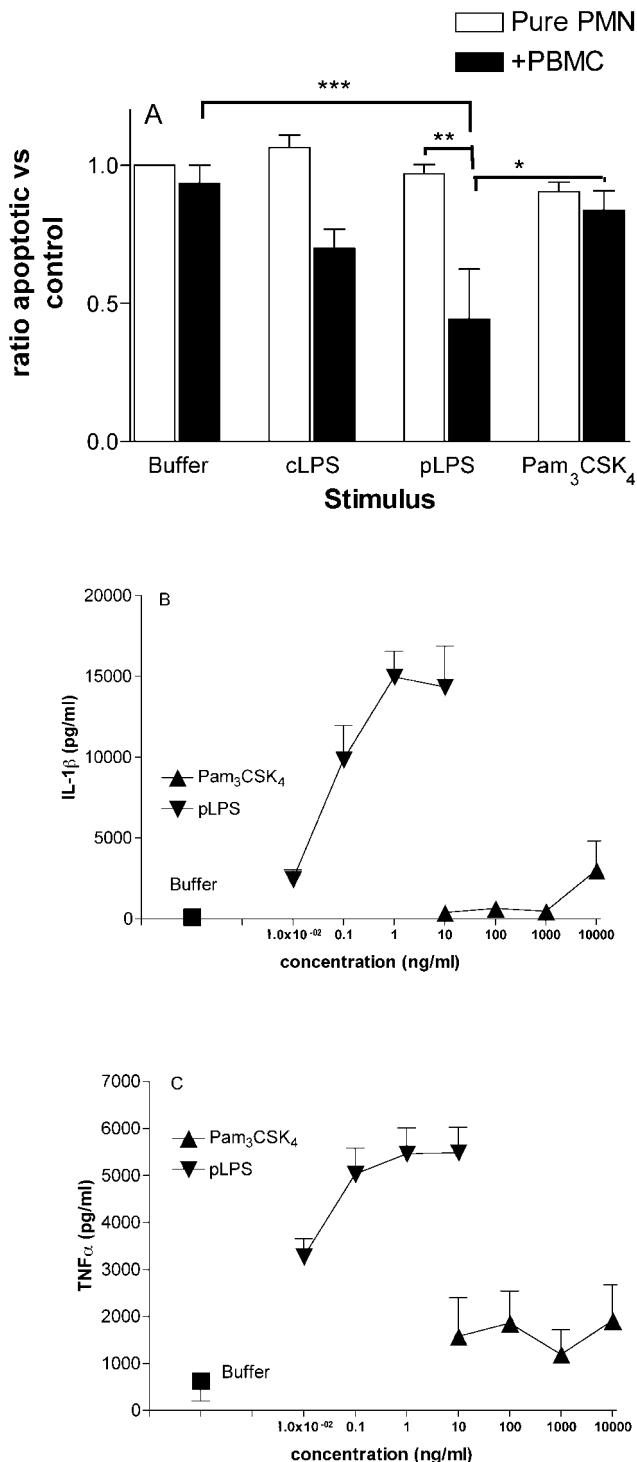 Pure PMN
+PBMC
A
***
**
*
ratio apoptotic vs
control
1.0
0.5
0.0
Buffer cLPS pLPS Pam3CSK4
Stimulus
B
20000
15000
10000
5000
0
IL-1β (pg/ml)
Pam3CSK4
pLPS
Buffer
1.0x10-02 0.1 1 10 100 1000 10000
concentration (ng/ml)
C
7000
6000
5000
4000
3000
2000
1000
0
TNFα (pg/ml)
Pam3CSK4
pLPS
Buffer
1.0x10-02 0.1 1 10 100 1000 10000
concentration (ng/ml)